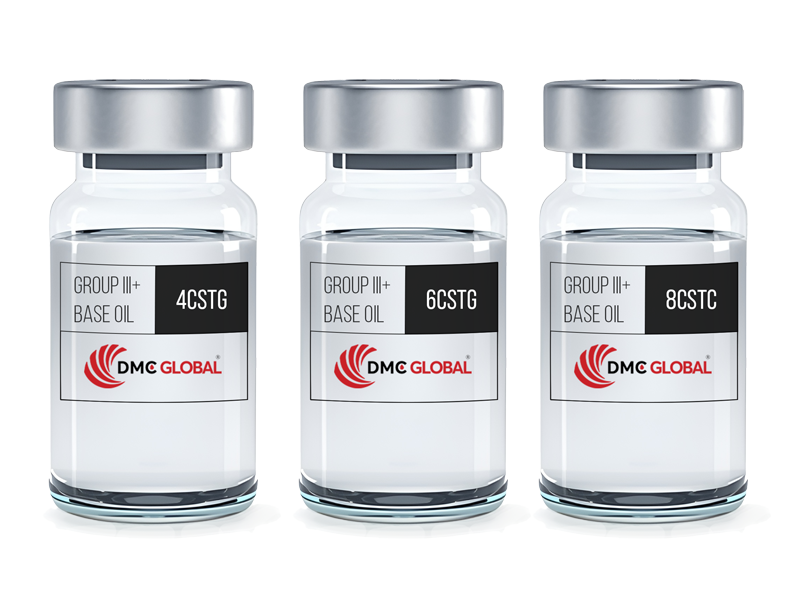 GROUP III+
BASE OIL
4CSTG
DMC GLOBAL®
GROUP III+
BASE OIL
6CSTG
DMC GLOBAL®
GROUP III+
BASE OIL
8CSTC
DMC GLOBAL®